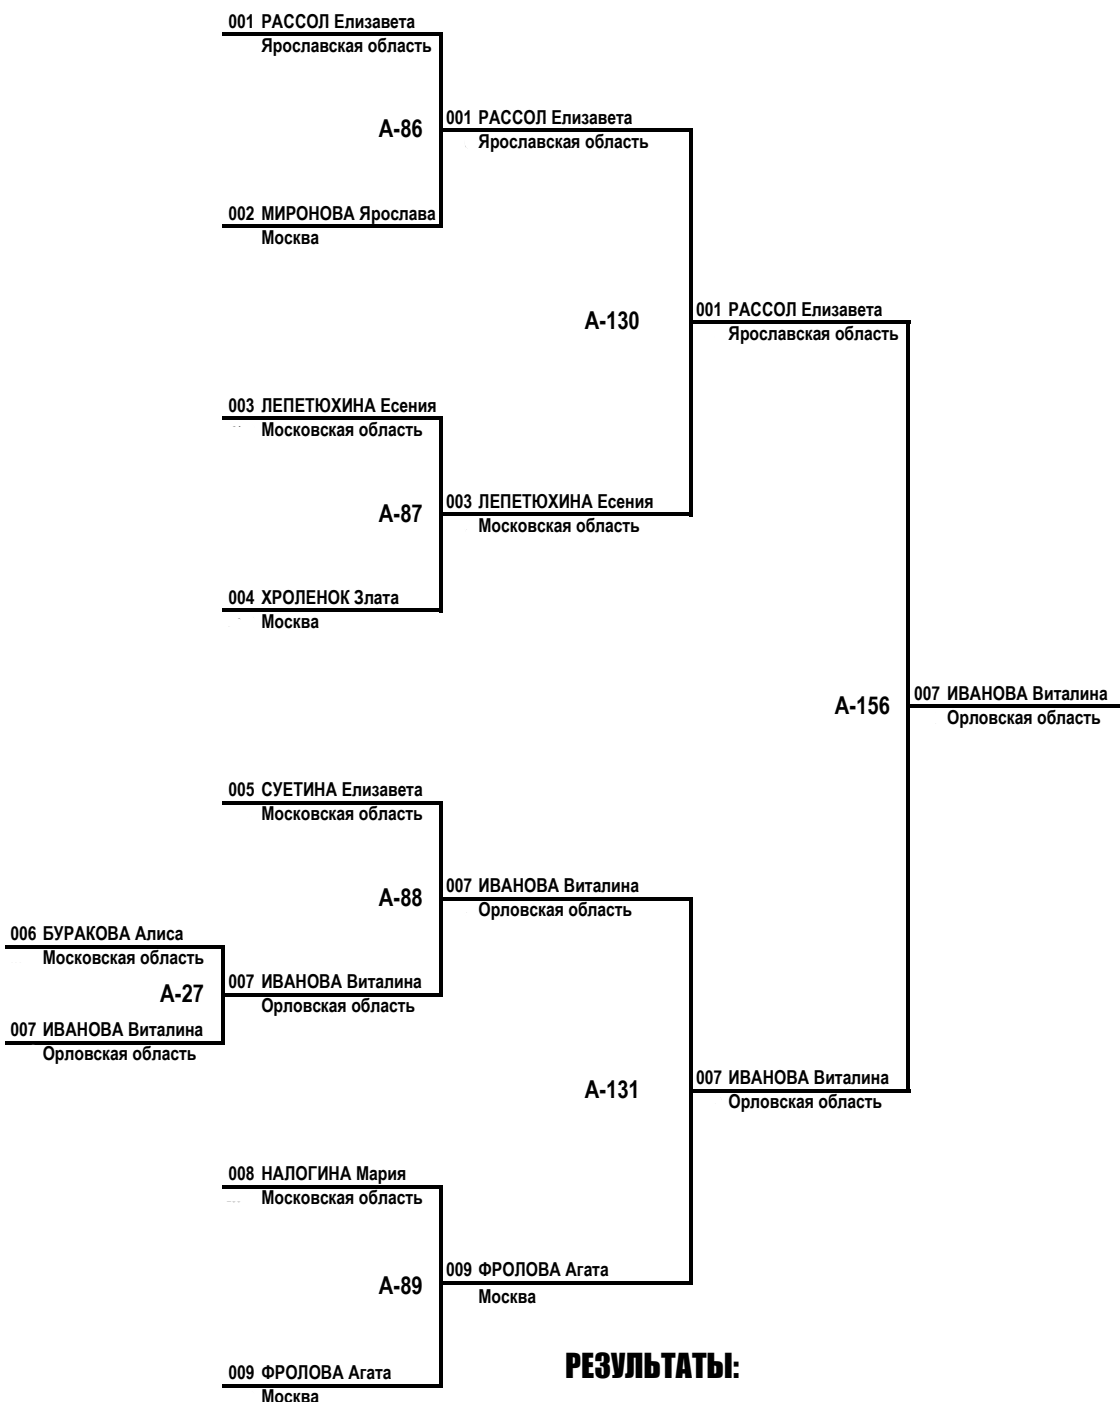 001 РАССОЛ Елизавета
Ярославская область
А-86
001 РАССОЛ Елизавета
Ярославская область
002 МИРОНОВА Ярослава
Москва
А-130
001 РАССОЛ Елизавета
Ярославская область
003 ЛЕПЕТЮХИНА Есения
Московская область
А-87
003 ЛЕПЕТЮХИНА Есения
Московская область
004 ХРОЛЕНОК Злата
Москва
А-156
007 ИВАНОВА Виталина
Орловская область
005 СУЕТИНА Елизавета
Московская область
А-88
007 ИВАНОВА Виталина
Орловская область
006 БУРАКОВА Алиса
Московская область
А-27
007 ИВАНОВА Виталина
Орловская область
007 ИВАНОВА Виталина
Орловская область
А-131
007 ИВАНОВА Виталина
Орловская область
008 НАЛОГИНА Мария
Московская область
А-89
009 ФРОЛОВА Агата
Москва
009 ФРОЛОВА Агата
Москва
РЕЗУЛЬТАТЫ: